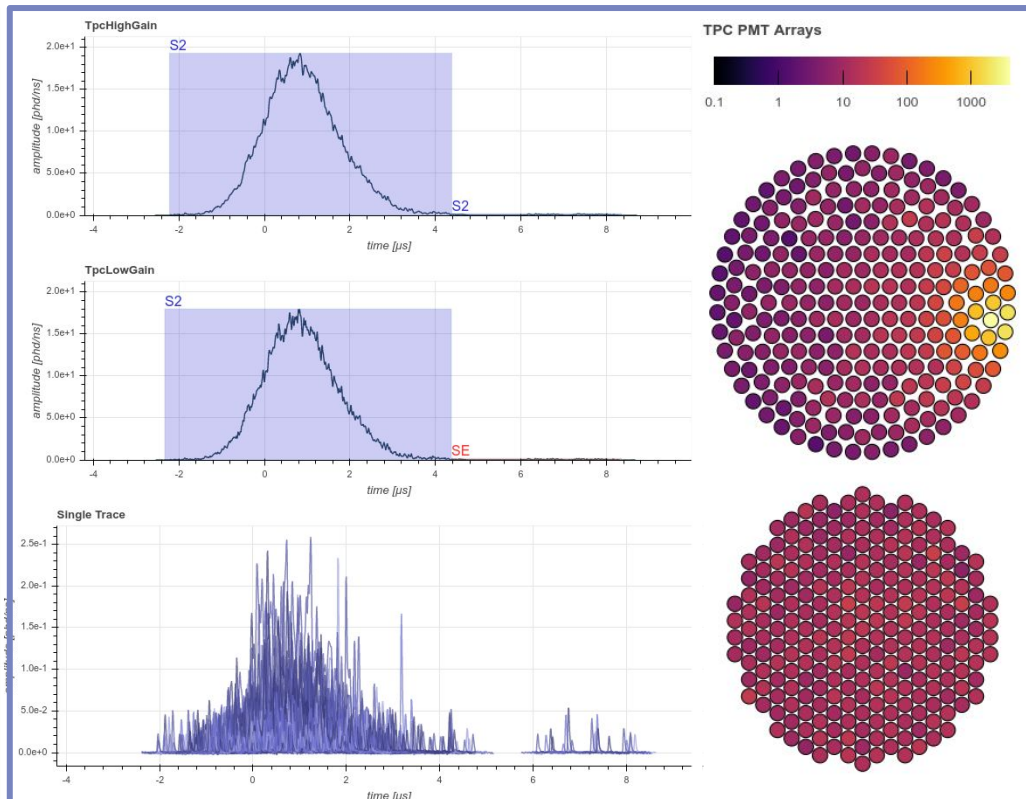 TpcHighGain
S2
2.0e+1
1.5e+1
1.0e+1
5.0e+0
0.0e+0
amplitude [phd/ns]
S2
-4 -2 0 2 4 6 8
time [µs]
TpcLowGain
S2
2.0e+1
1.5e+1
1.0e+1
5.0e+0
0.0e+0
amplitude [phd/ns]
SE
-4 -2 0 2 4 6 8
time [µs]
Single Trace
2.5e-1
2.0e-1
1.5e-1
1.0e-1
5.0e-2
0.0e+0
amplitude [phd/ns]
-4 -2 0 2 4 6 8
time [µs]
TPC PMT Arrays
0.1 1 10 100 1000